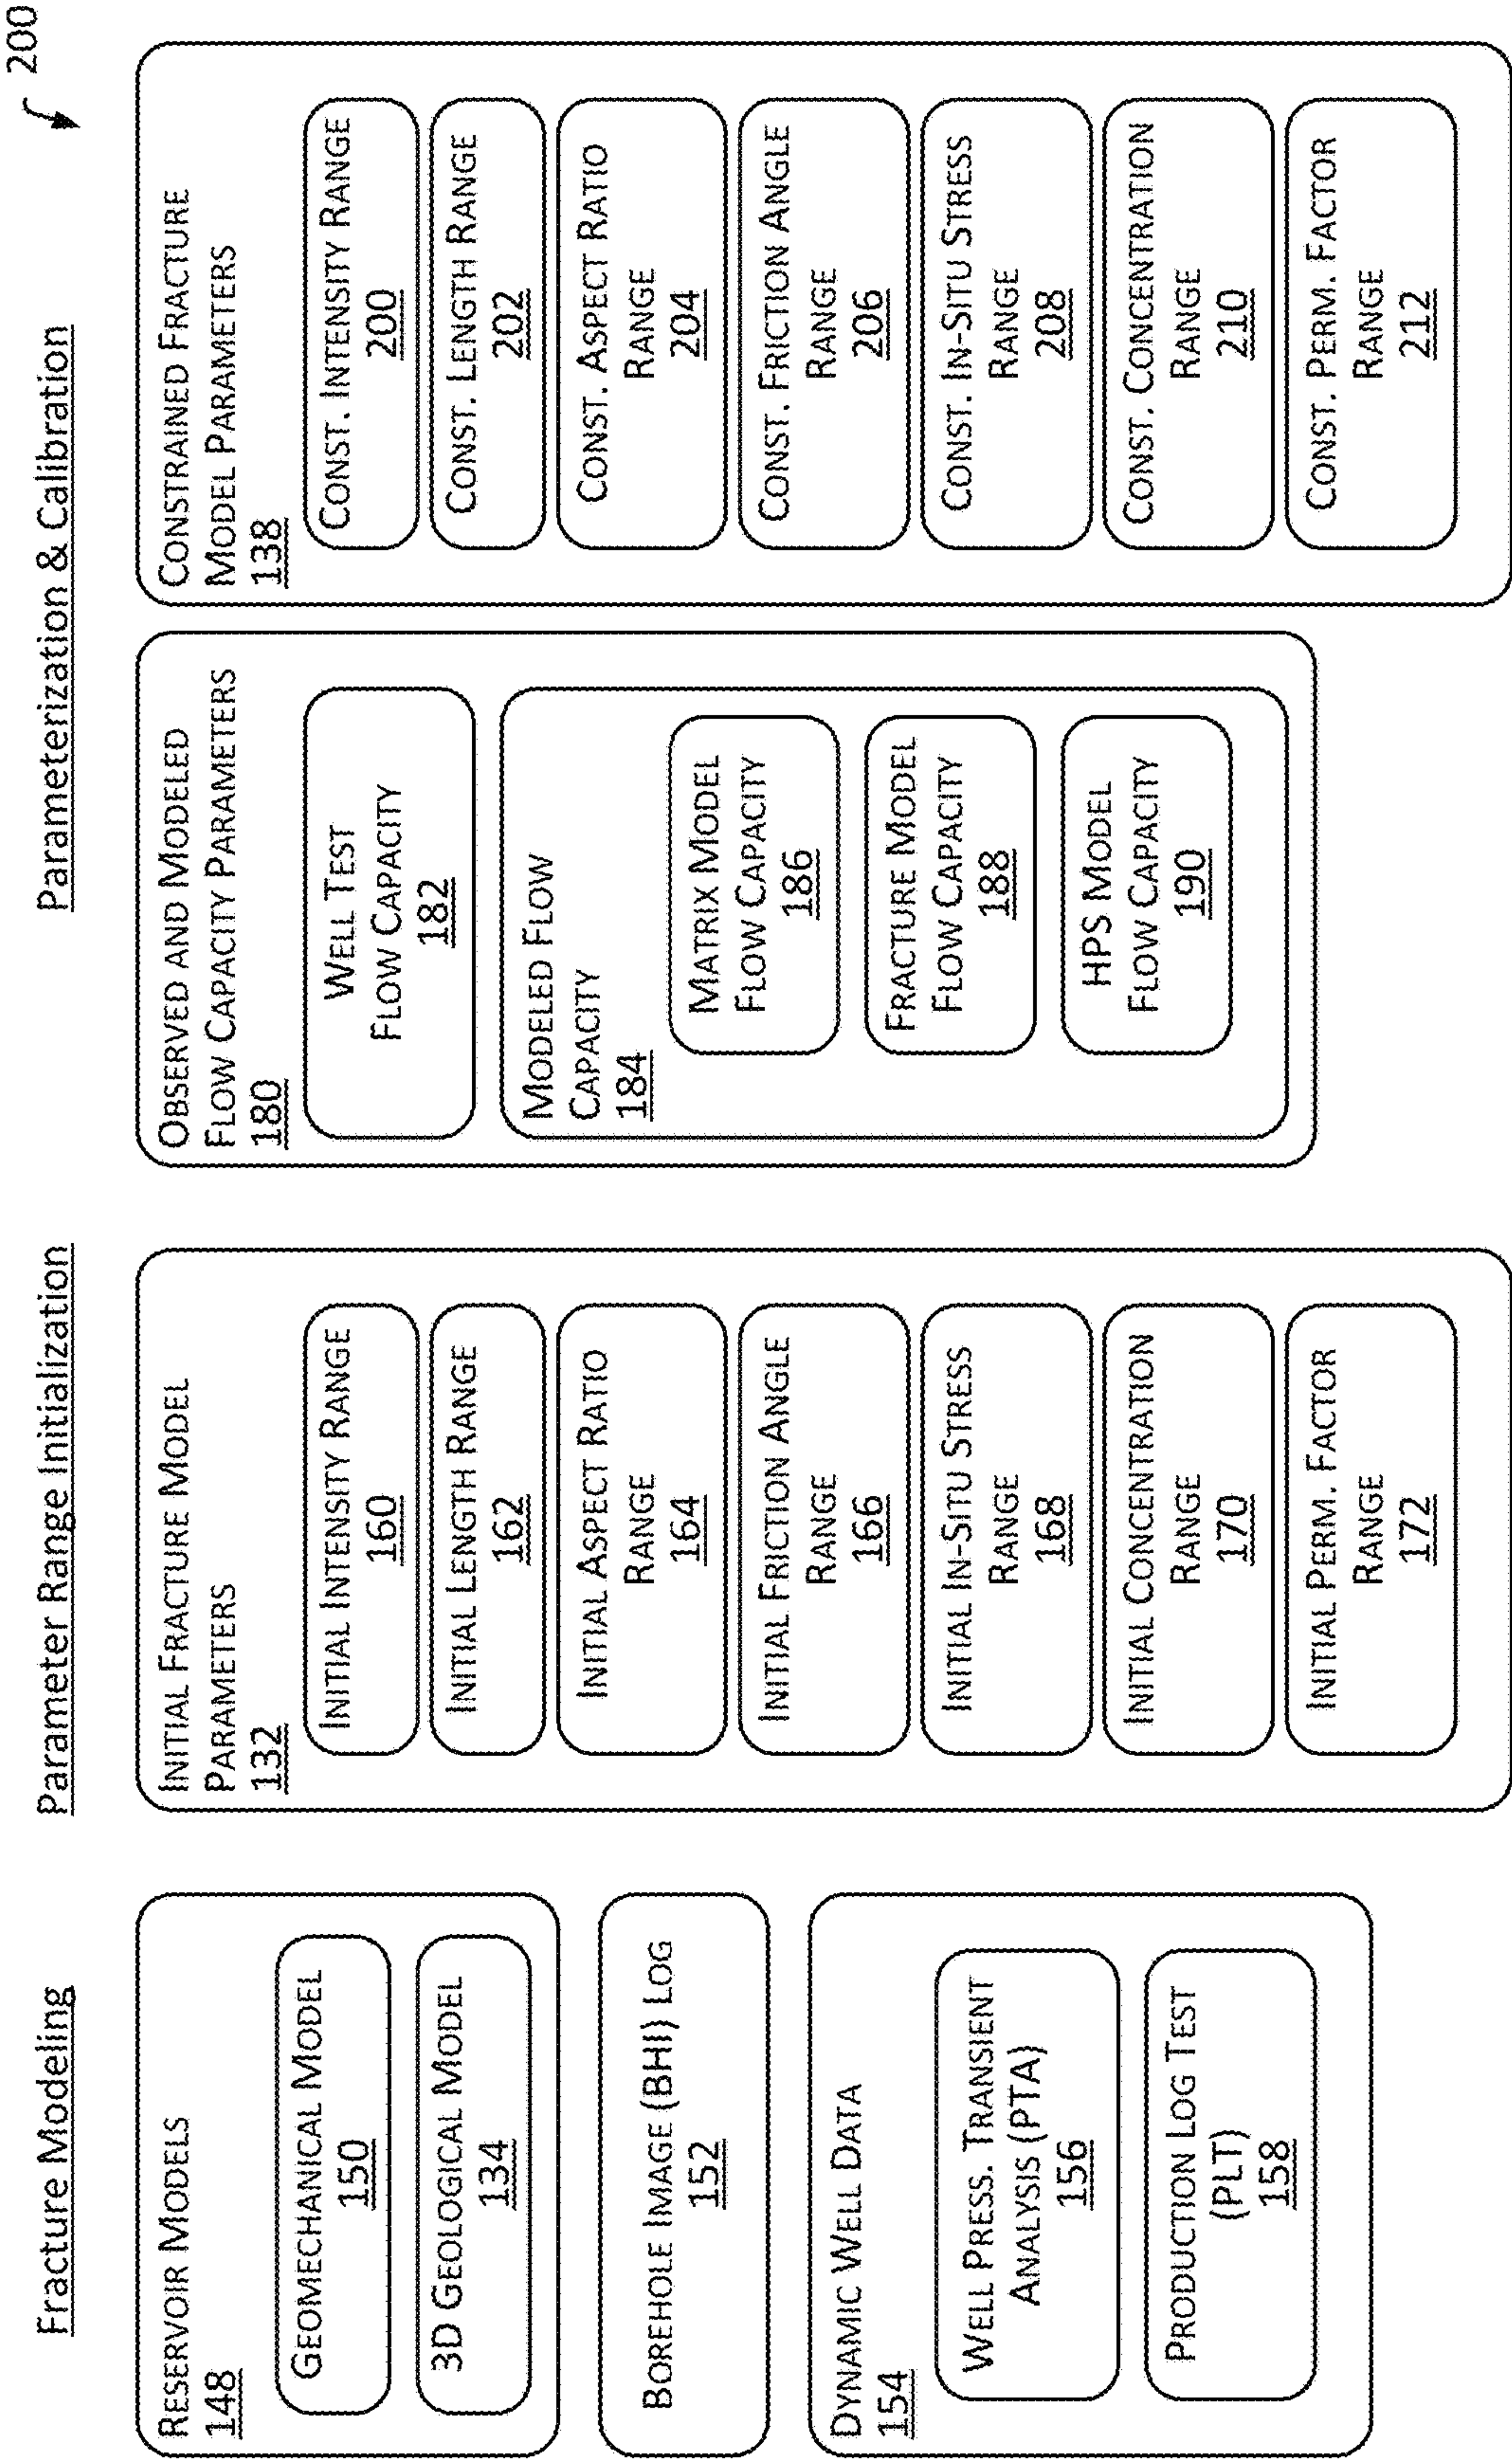 200
Fracture Modeling
RESERVOIR MODELS
148
GEOMECHANICAL MODEL
150
3D GEOLOGICAL MODEL
134
BOREHOLE IMAGE (BHI) LOG
152
DYNAMIC WELL DATA
154
WELL PRESS. TRANSIENT
ANALYSIS (PTA)
156
PRODUCTION LOG TEST
(PLT)
158
Parameter Range Initialization
INITIAL FRACTURE MODEL
PARAMETERS
132
INITIAL INTENSITY RANGE
160
INITIAL LENGTH RANGE
162
INITIAL ASPECT RATIO
RANGE
164
INITIAL FRICTION ANGLE
RANGE
166
INITIAL IN-SITU STRESS
RANGE
168
INITIAL CONCENTRATION
RANGE
170
INITIAL PERM. FACTOR
RANGE
172
Parameterization & Calibration
OBSERVED AND MODELED
FLOW CAPACITY PARAMETERS
180
WELL TEST
FLOW CAPACITY
182
MODELED FLOW
CAPACITY
184
MATRIX MODEL
FLOW CAPACITY
186
FRACTURE MODEL
FLOW CAPACITY
188
HPS MODEL
FLOW CAPACITY
190
CONSTRAINED FRACTURE
MODEL PARAMETERS
138
CONST. INTENSITY RANGE
200
CONST. LENGTH RANGE
202
CONST. ASPECT RATIO
RANGE
204
CONST. FRICTION ANGLE
RANGE
206
CONST. IN-SITU STRESS
RANGE
208
CONST. CONCENTRATION
RANGE
210
CONST. PERM. FACTOR
RANGE
212